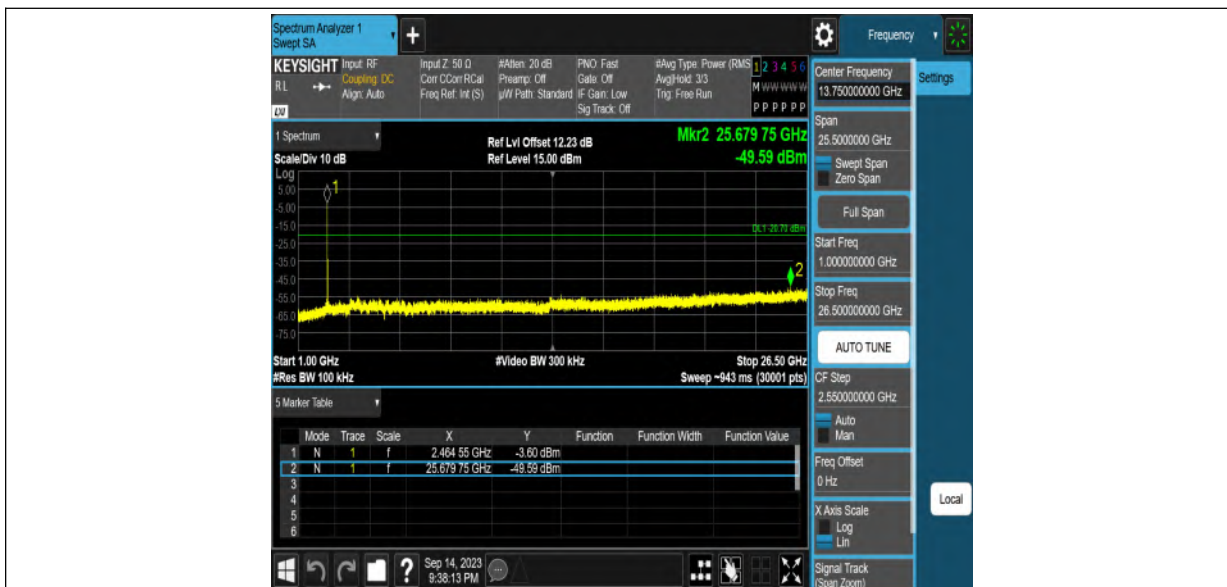 Spectrum Analyzer 1
Swept SA
+
Frequency
KEYSIGHT
RL
LXI
Input: RF
Coupling: DC
Align: Auto
Input Z: 50 Ω
Corr CCorr RCal
Freq Ref: Int (S)
#Atten: 20 dB
Preamp: Off
µW Path: Standard
PNO: Fast
Gate: Off
IF Gain: Low
Sig Track: Off
#Avg Type: Power (RMS
Avg|Hold: 3/3
Trig: Free Run
1 2 3 4 5 6
M W W W W W
P P P P P P
1 Spectrum
Scale/Div 10 dB
Ref Lvl Offset 12.23 dB
Ref Level 15.00 dBm
Mkr2 25.679 75 GHz
-49.59 dBm
Log
5.00
-5.00
-15.0
-25.0
-35.0
-45.0
-55.0
-65.0
-75.0
1
DL1 -20.70 dBm
2
Start 1.00 GHz
#Video BW 300 kHz
Stop 26.50 GHz
#Res BW 100 kHz
Sweep ~943 ms (30001 pts)
5 Marker Table
Mode Trace Scale X Y Function Function Width Function Value
1 N 1 f 2.464 55 GHz -3.60 dBm
2 N 1 f 25.679 75 GHz -49.59 dBm
3
4
5
6
Center Frequency
13.750000000 GHz
Settings
Span
25.5000000 GHz
Swept Span
Zero Span
Full Span
Start Freq
1.000000000 GHz
Stop Freq
26.500000000 GHz
AUTO TUNE
CF Step
2.550000000 GHz
Auto
Man
Freq Offset
0 Hz
X Axis Scale
Log
Lin
Signal Track
(Span Zoom)
Local
?
Sep 14, 2023
9:38:13 PM